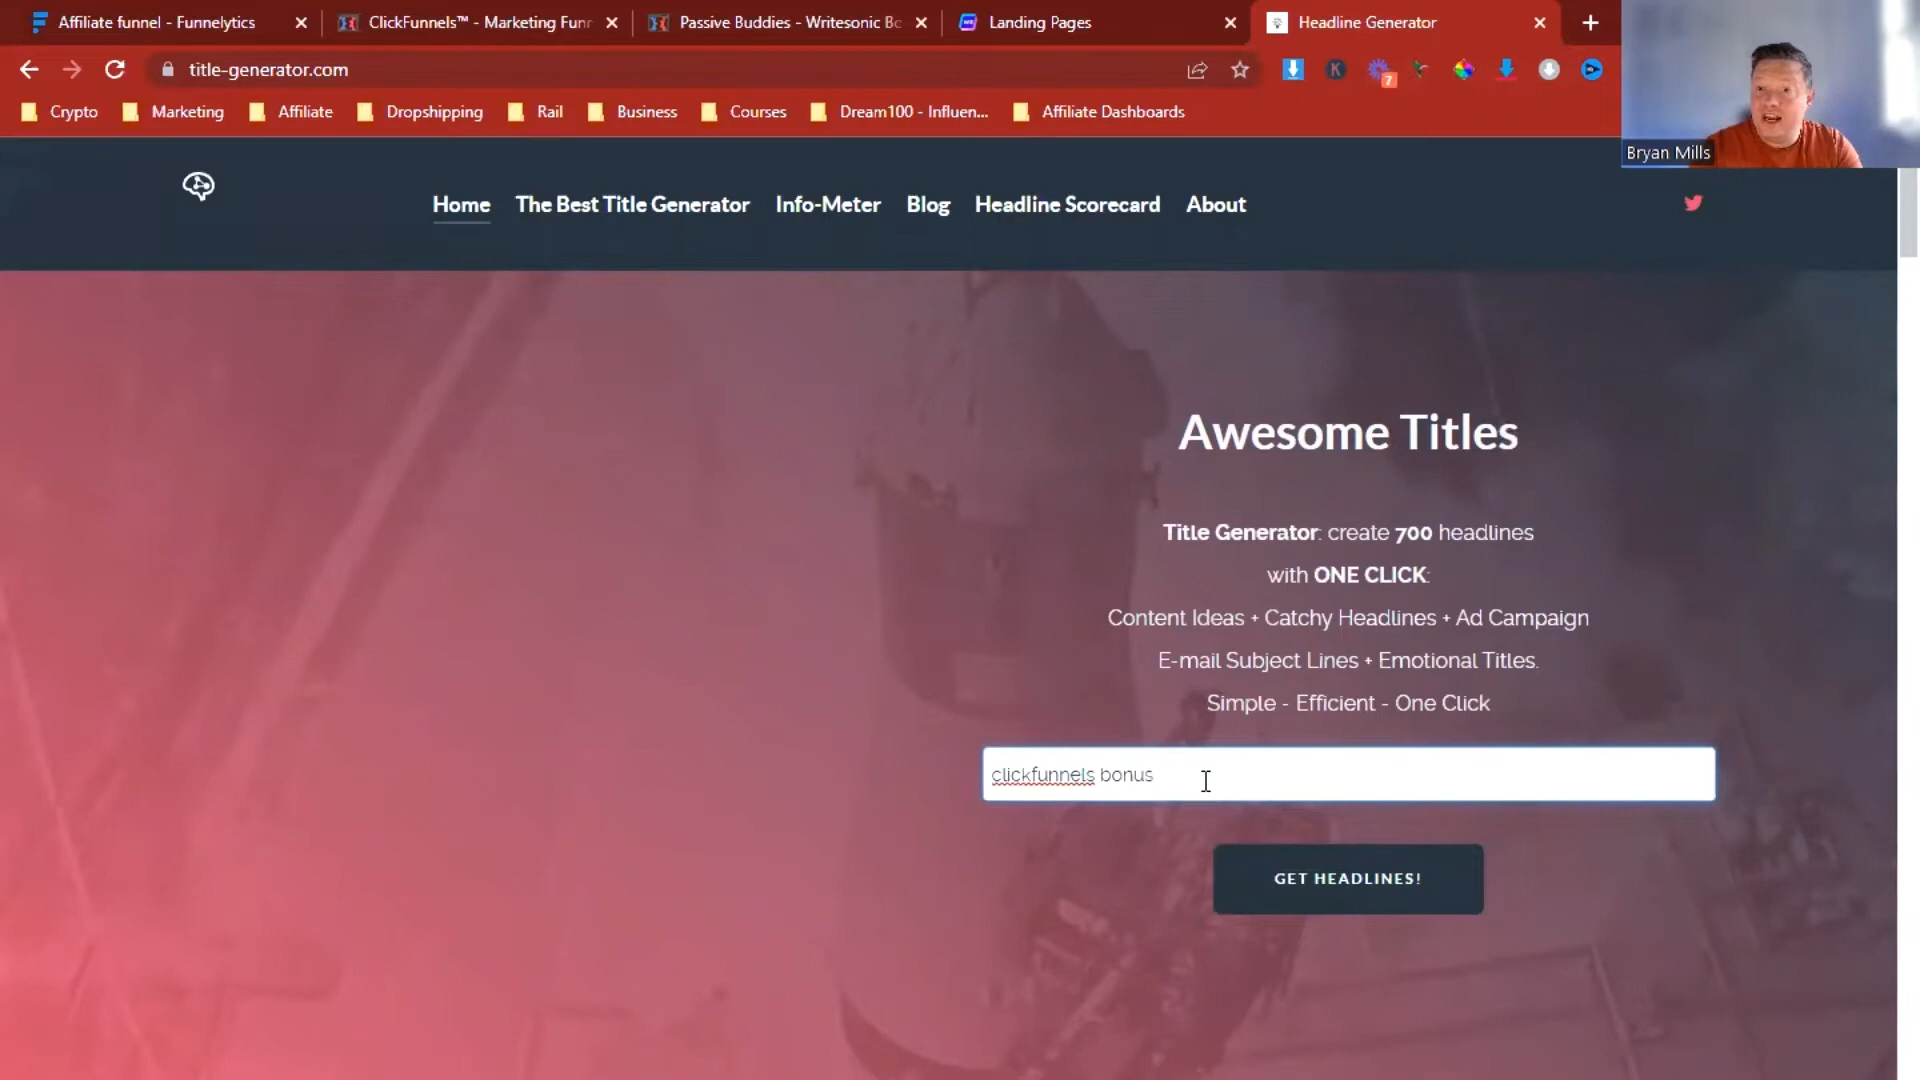 Affiliate funnel - Funnelytics
ClickFunnels™ - Marketing Funn
Passive Buddies - Writesonic Bo
Landing Pages
Headline Generator
title-generator.com
K
7
Crypto
Marketing
Affiliate
Dropshipping
Rail
Business
Courses
Dream100 - Influen...
Affiliate Dashboards
Bryan Mills
Home
The Best Title Generator
Info-Meter
Blog
Headline Scorecard
About
Awesome Titles
Title Generator: create 700 headlines
with ONE CLICK:
Content Ideas + Catchy Headlines + Ad Campaign
E-mail Subject Lines + Emotional Titles.
Simple - Efficient - One Click
clickfunnels bonus
GET HEADLINES!